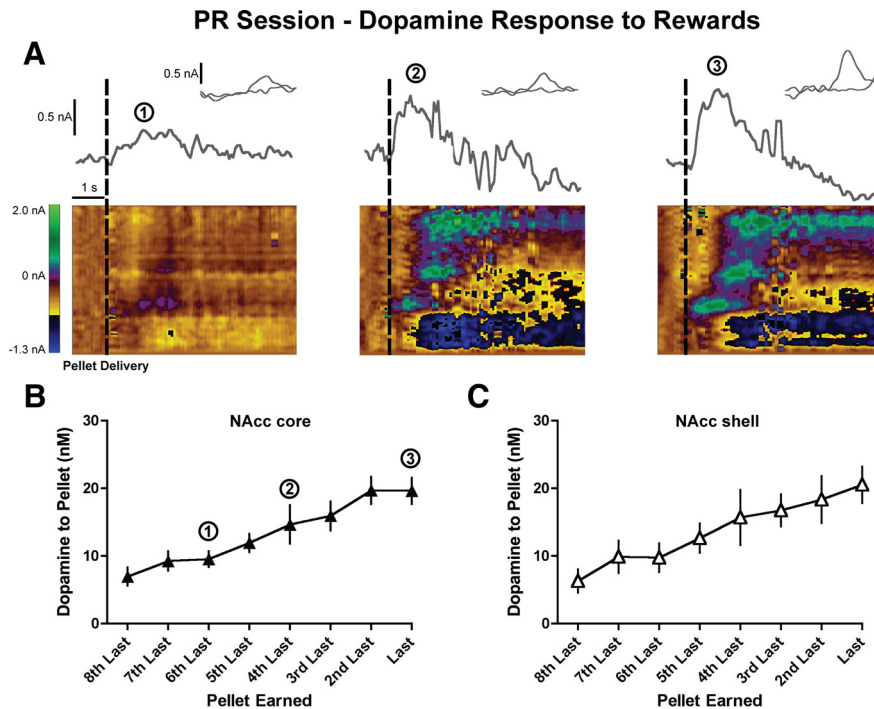 PR Session - Dopamine Response to Rewards
A
0.5 nA
0.5 nA
1
2
3
1 s
2.0 nA
0 nA
-1.3 nA
Pellet Delivery
B
NAcc core
Dopamine to Pellet (nM)
30
20
10
0
1
2
3
8th Last
7th Last
6th Last
5th Last
4th Last
3rd Last
2nd Last
Last
Pellet Earned
C
NAcc shell
Dopamine to Pellet (nM)
30
20
10
0
8th Last
7th Last
6th Last
5th Last
4th Last
3rd Last
2nd Last
Last
Pellet Earned